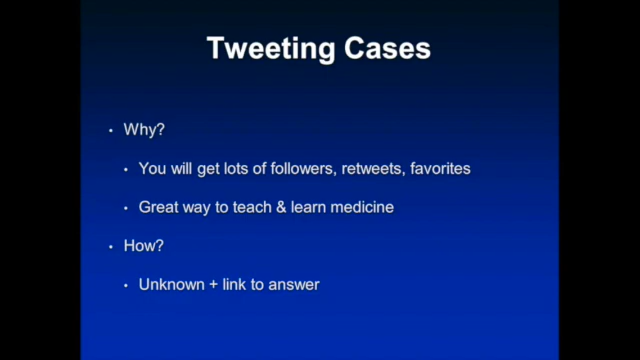 Tweeting Cases
• Why?
• You will get lots of followers, retweets, favorites
• Great way to teach & learn medicine
• How?
• Unknown + link to answer